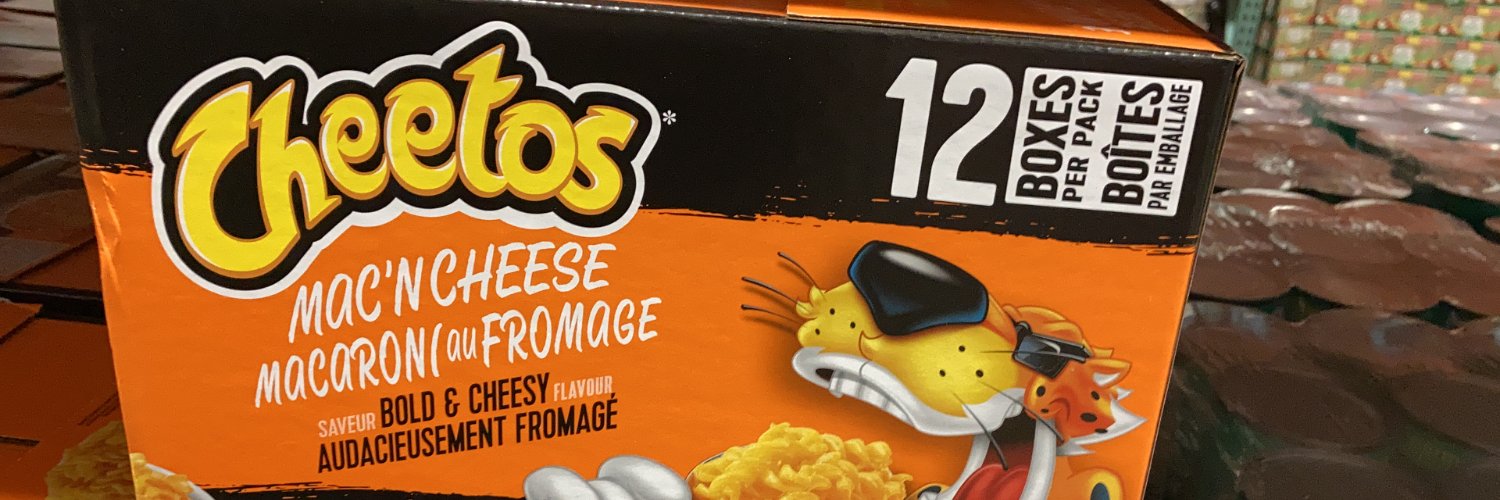 Cheetos*
MAC'N CHEESE
MACARONI au FROMAGE
SAVEUR BOLD & CHEESY FLAVOUR
AUDACIEUSEMENT FROMAGÉ
12
BOXES
PER PACK
BOÎTES
PAR EMBALLAGE